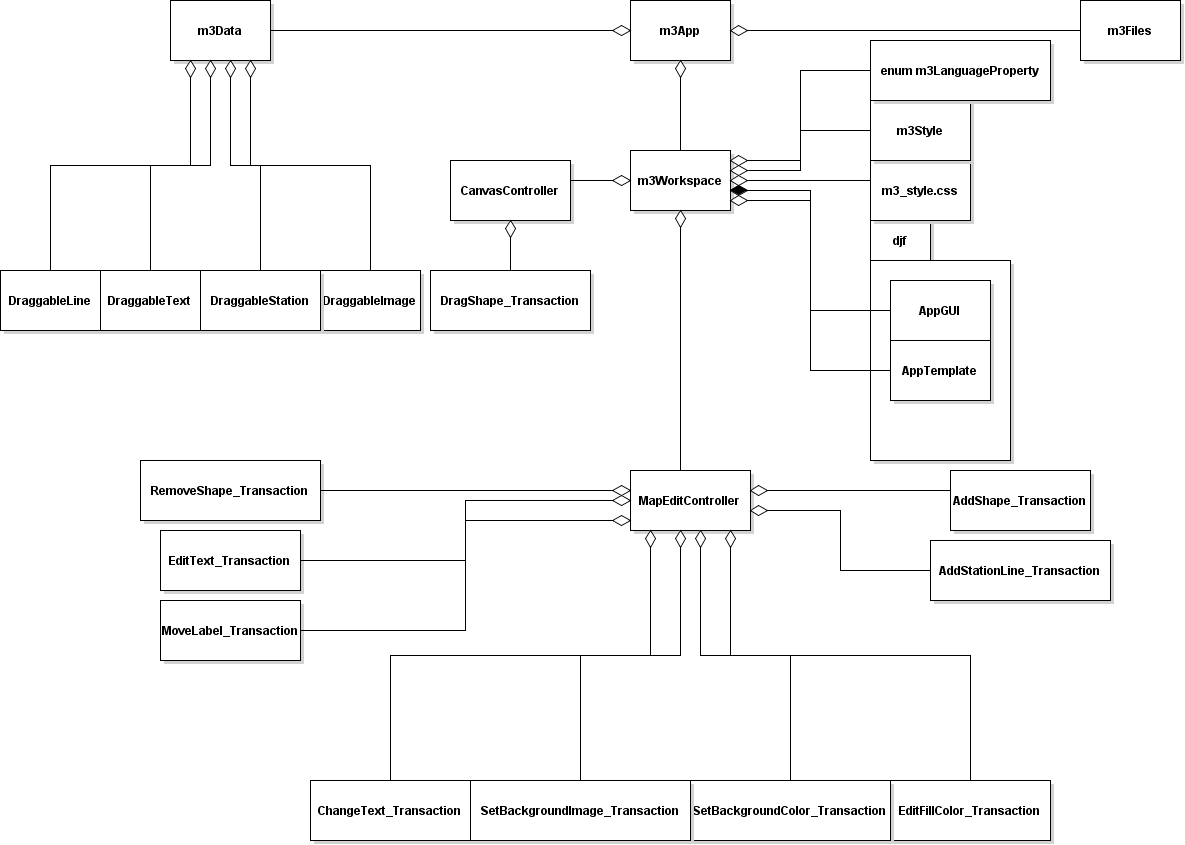 m3Data
m3App
m3Files
enum m3LanguageProperty
m3Style
CanvasController
m3Workspace
m3_style.css
djf
DraggableLine
DraggableText
DraggableStation
DraggableImage
DragShape_Transaction
AppGUI
AppTemplate
RemoveShape_Transaction
MapEditController
AddShape_Transaction
EditText_Transaction
AddStationLine_Transaction
MoveLabel_Transaction
ChangeText_Transaction
SetBackgroundImage_Transaction
SetBackgroundColor_Transaction
EditFillColor_Transaction